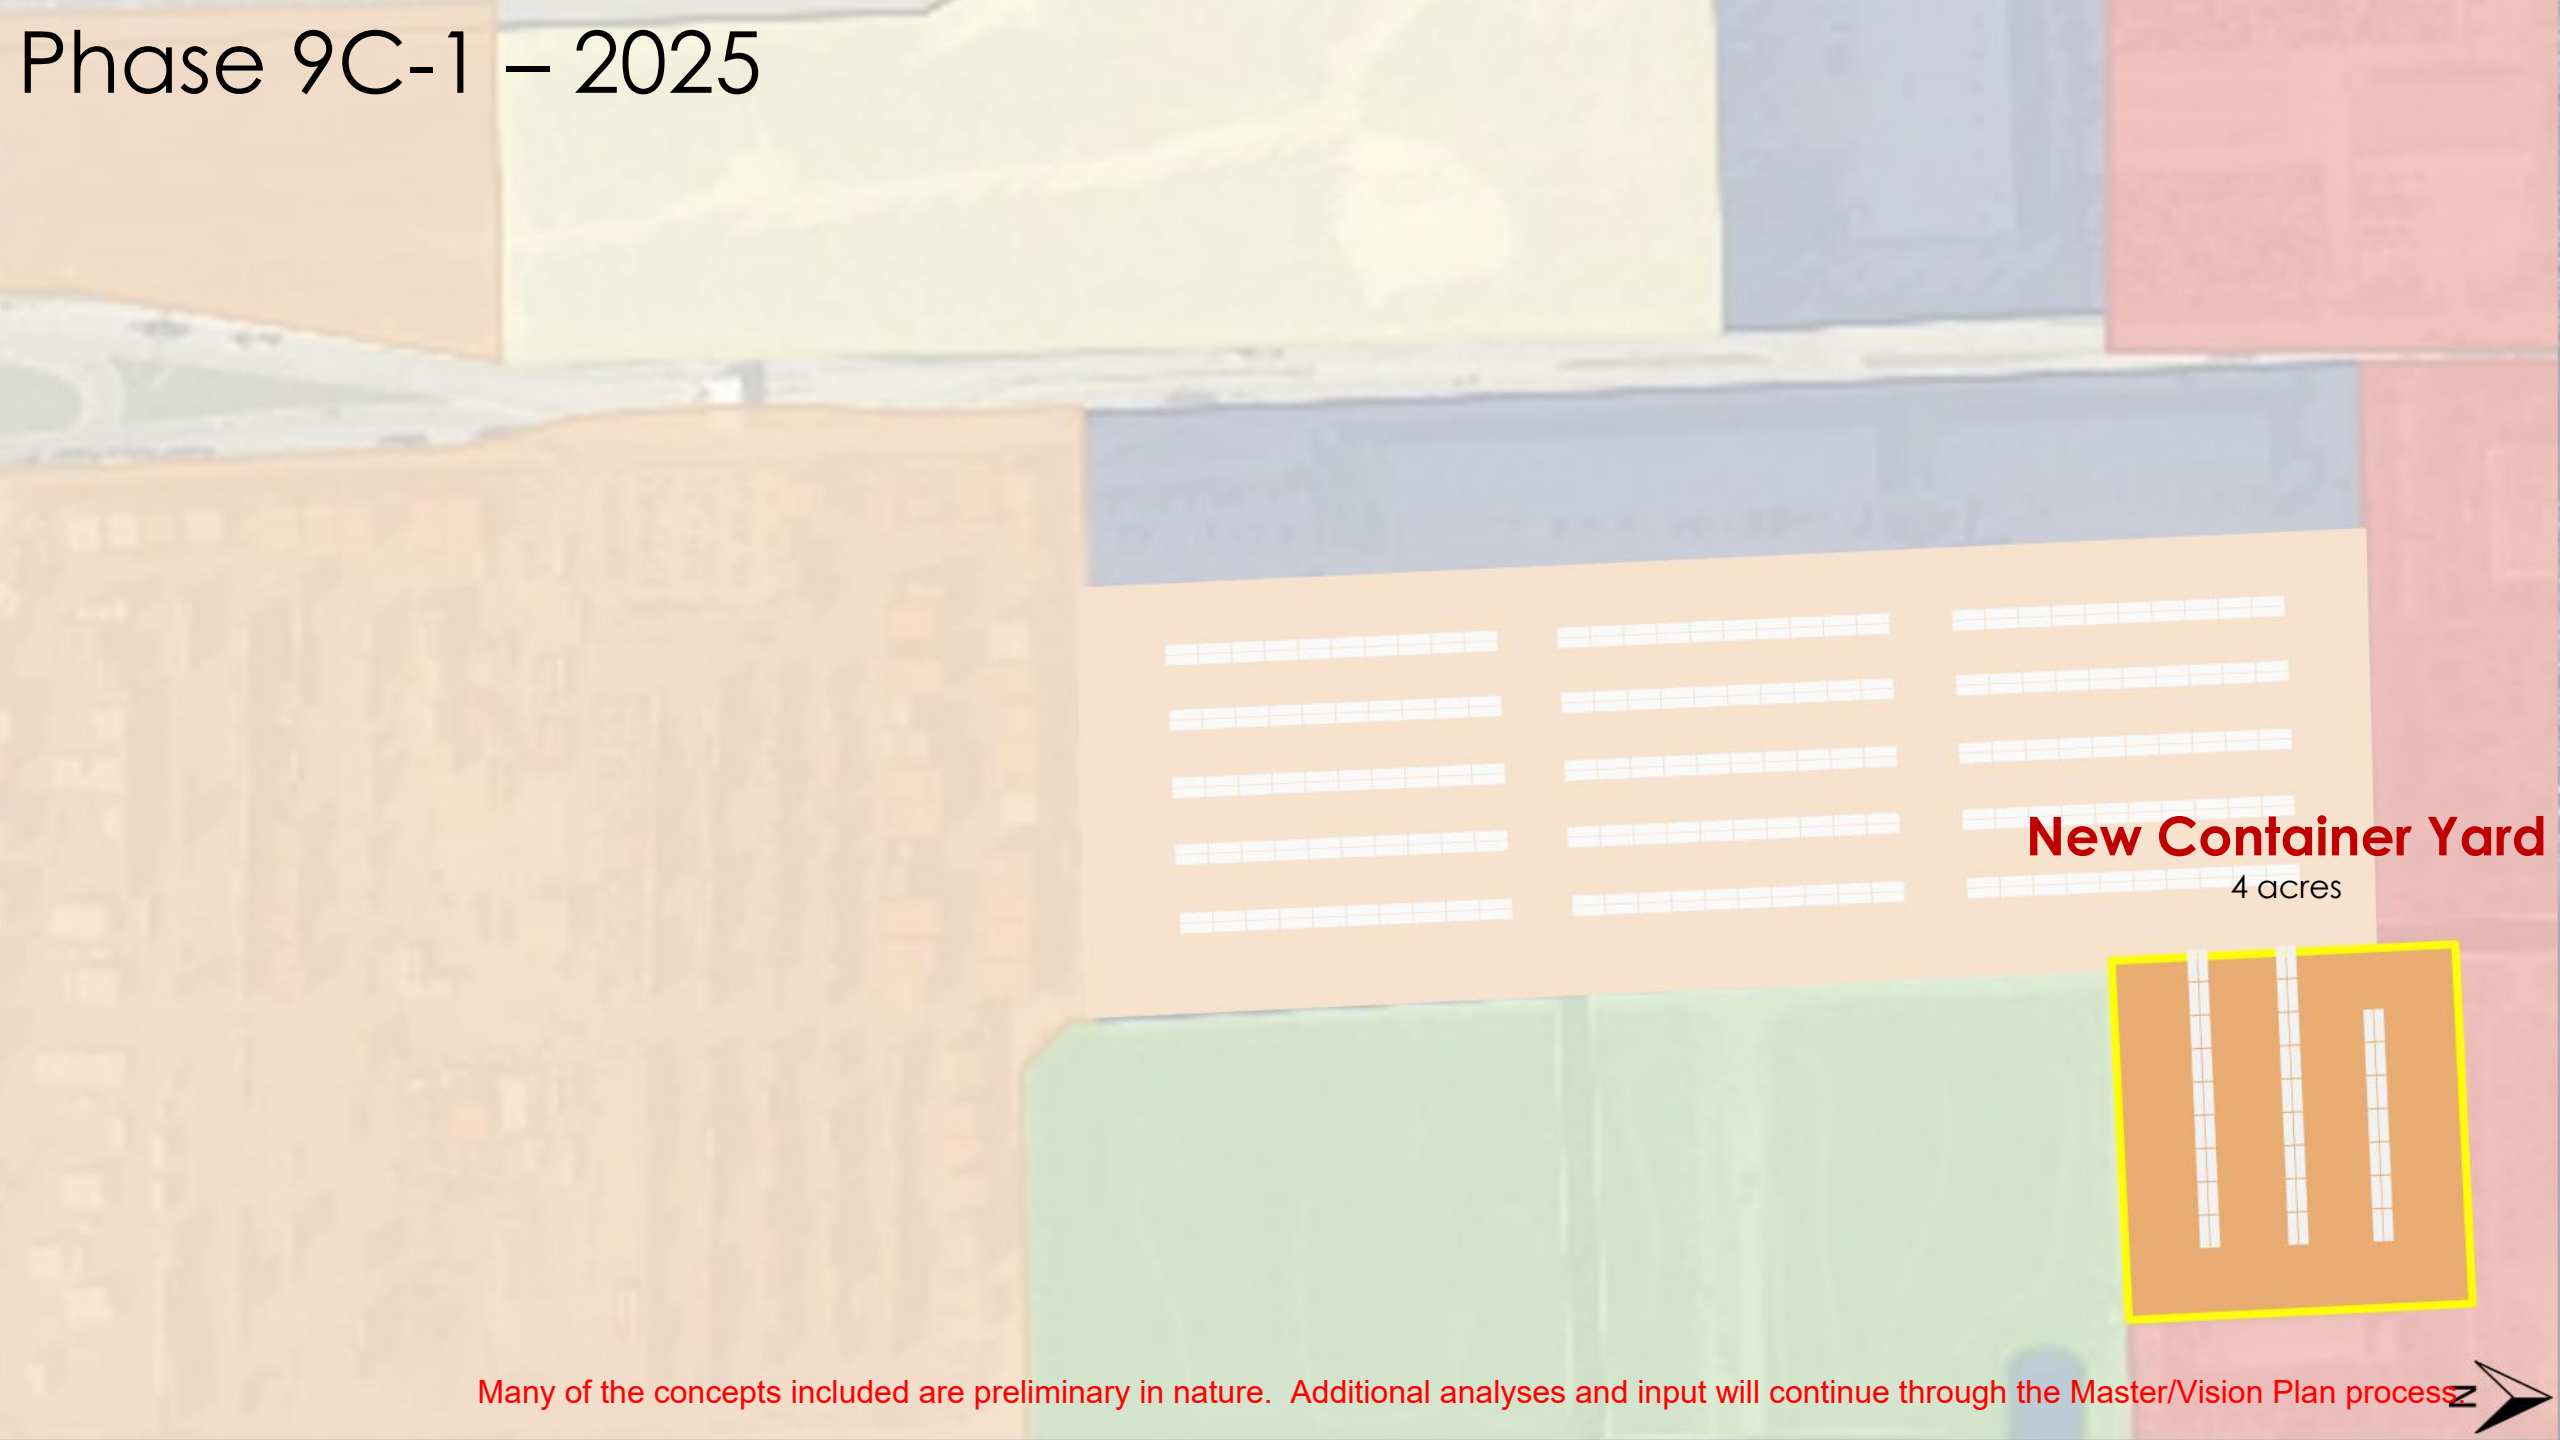 Phase 9C-1 – 2025
New Container Yard
4 acres
Many of the concepts included are preliminary in nature.  Additional analyses and input will continue through the Master/Vision Plan process.
N